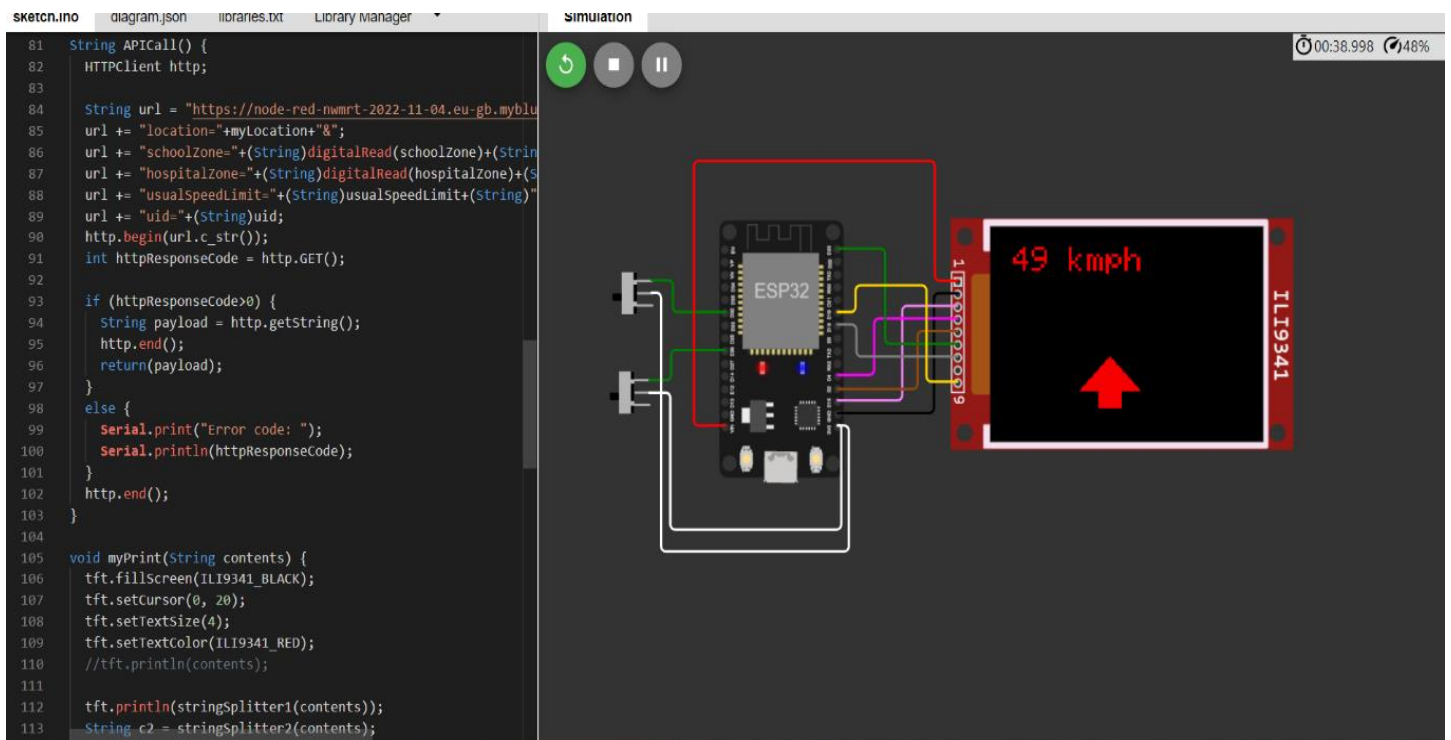 sketch.ino diagram.json libraries.txt Library Manager
Simulation
81 String APICall() {
82 HTTPClient http;
83
84 String url = "https://node-red-nwmrt-2022-11-04.eu-gb.myblu
85 url += "location="+myLocation+"&";
86 url += "schoolZone="+(String)digitalRead(schoolZone)+(Strin
87 url += "hospitalZone="+(String)digitalRead(hospitalZone)+(S
88 url += "usualSpeedLimit="+(String)usualSpeedLimit+(String)"
89 url += "uid="+(String)uid;
90 http.begin(url.c_str());
91 int httpResponseCode = http.GET();
92
93 if (httpResponseCode>0) {
94 String payload = http.getString();
95 http.end();
96 return(payload);
97 }
98 else {
99 Serial.print("Error code: ");
100 Serial.println(httpResponseCode);
101 }
102 http.end();
103 }
104
105 void myPrint(String contents) {
106 tft.fillScreen(ILI9341_BLACK);
107 tft.setCursor(0, 20);
108 tft.setTextSize(4);
109 tft.setTextColor(ILI9341_RED);
110 //tft.println(contents);
111
112 tft.println(stringSplitter1(contents));
113 String c2 = stringSplitter2(contents);
00:38.998 48%
ESP32
1
9
49 kmph
ILI9341